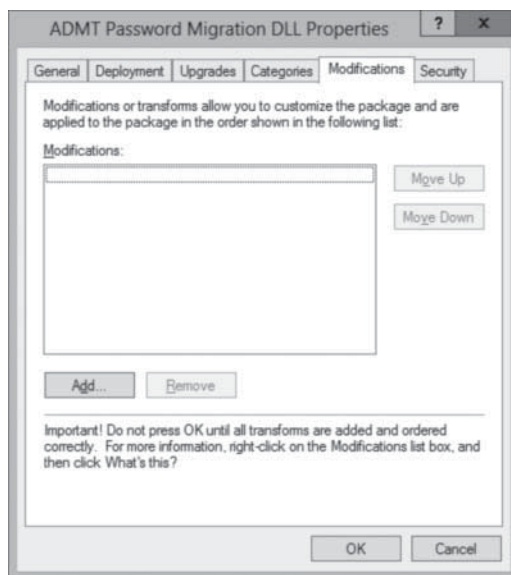 ADMT Password Migration DLL Properties
? x
General Deployment Upgrades Categories Modifications Security
Modifications or transforms allow you to customize the package and are
applied to the package in the order shown in the following list:
Modifications:
Move Up
Move Down
Add... Remove
Important! Do not press OK until all transforms are added and ordered
correctly. For more information, right-click on the Modifications list box, and
then click What's this?
OK Cancel